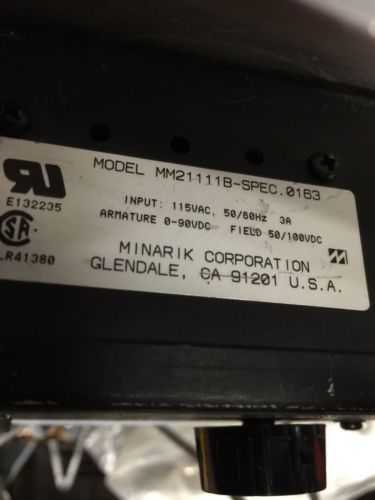 MODEL MM21111B-SPEC.0163
E132235
INPUT: 115VAC, 50/60Hz 3A
ARMATURE 0-90VDC FIELD 50/100VDC
LR41380
MINARIK CORPORATION
GLENDALE, CA 91201 U.S.A.